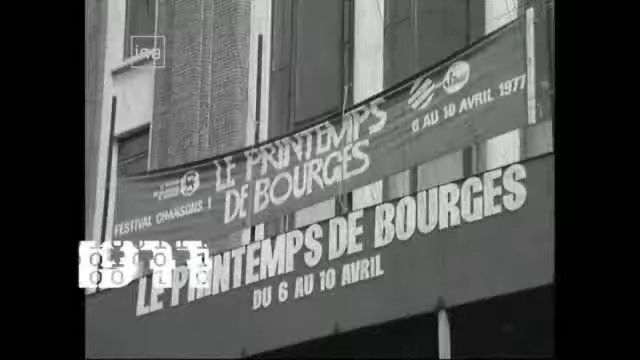 ina
LE PRINTEMPS
DE BOURGES
6 AU 10 AVRIL 1977
FESTIVAL CHANSONS
LE PRINTEMPS DE BOURGES
DU 6 AU 10 AVRIL